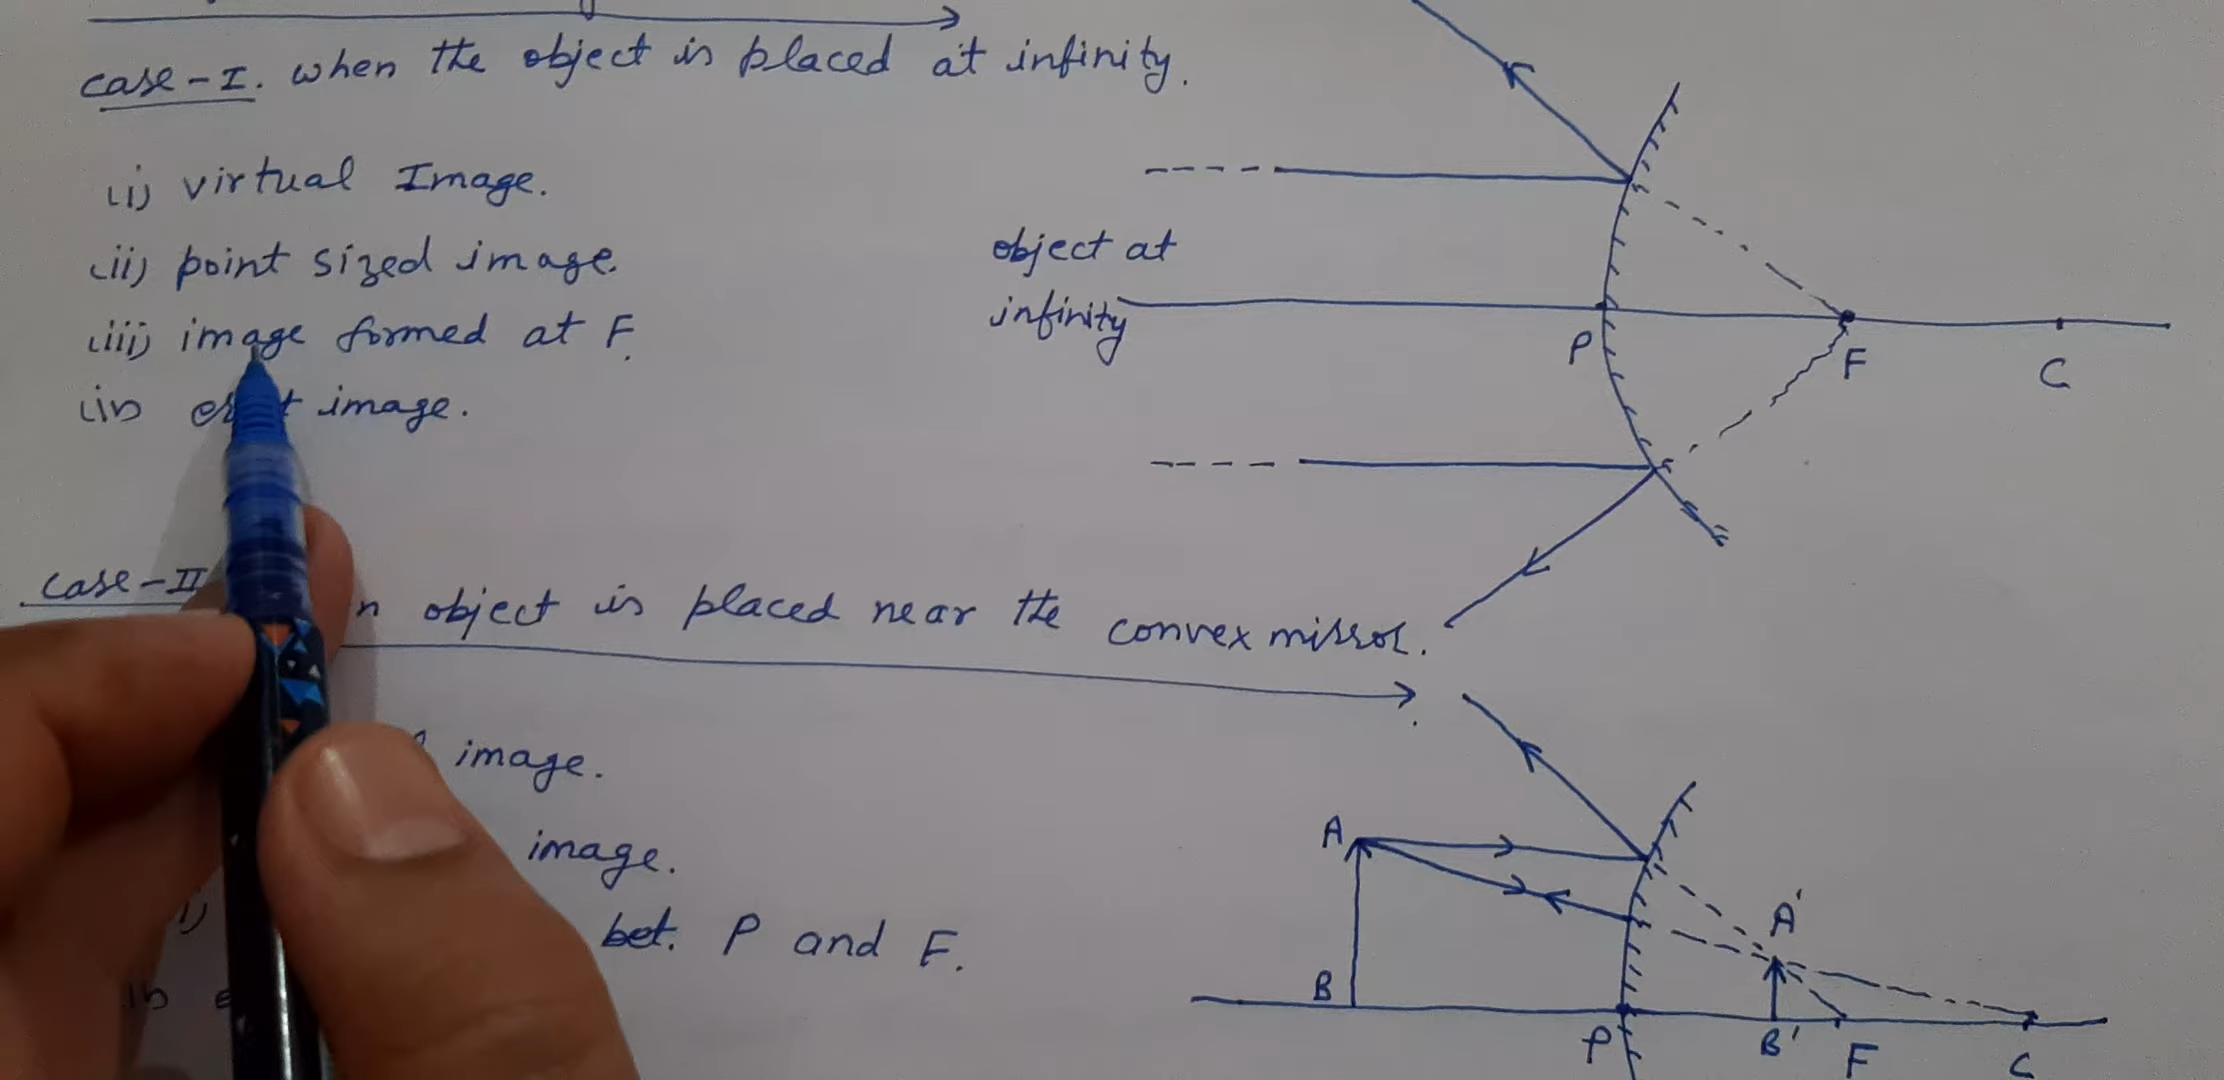 case-I. when the object is placed at infinity.
(i) virtual Image.
(ii) point sized image.
(iii) image formed at F.
(iv) image.
object at
infinity
P
F
C
case-II
object is placed near the convex mirror.
image.
image.
bet. P and F.
A
B
P
A'
B'
F
C